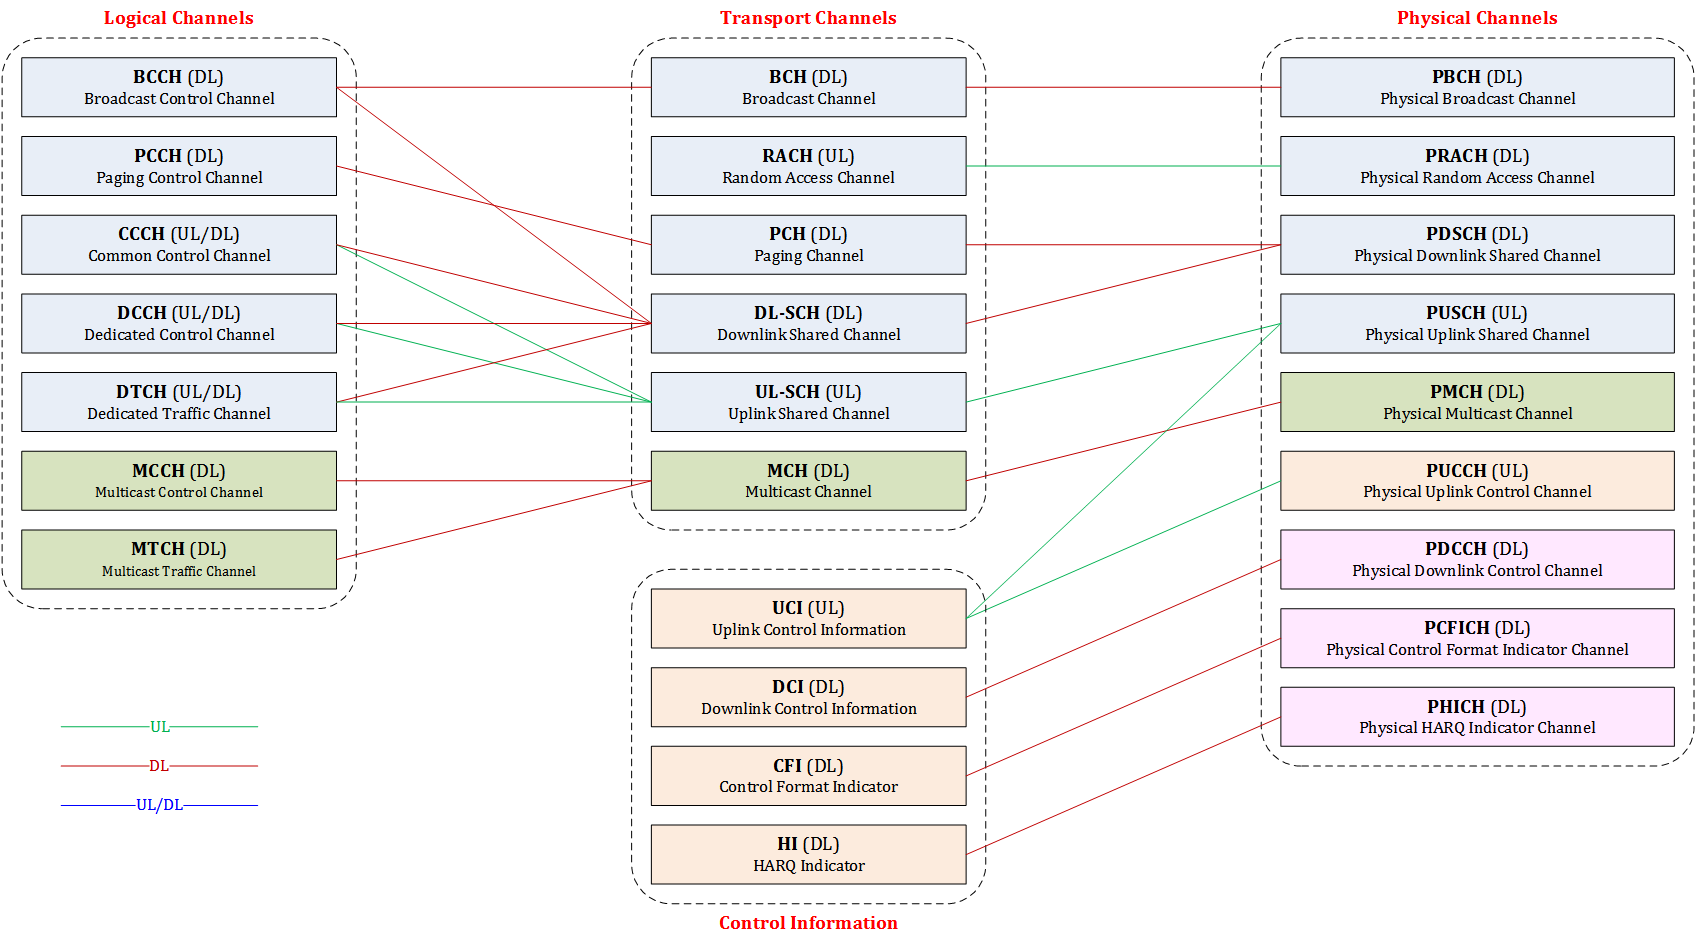 Logical Channels
BCCH (DL)
Broadcast Control Channel
PCCH (DL)
Paging Control Channel
CCCH (UL/DL)
Common Control Channel
DCCH (UL/DL)
Dedicated Control Channel
DTCH (UL/DL)
Dedicated Traffic Channel
MCCH (DL)
Multicast Control Channel
MTCH (DL)
Multicast Traffic Channel
UL
DL
UL/DL
Transport Channels
BCH (DL)
Broadcast Channel
RACH (UL)
Random Access Channel
PCH (DL)
Paging Channel
DL-SCH (DL)
Downlink Shared Channel
UL-SCH (UL)
Uplink Shared Channel
MCH (DL)
Multicast Channel
UCI (UL)
Uplink Control Information
DCI (DL)
Downlink Control Information
CFI (DL)
Control Format Indicator
HI (DL)
HARQ Indicator
Control Information
Physical Channels
PBCH (DL)
Physical Broadcast Channel
PRACH (DL)
Physical Random Access Channel
PDSCH (DL)
Physical Downlink Shared Channel
PUSCH (UL)
Physical Uplink Shared Channel
PMCH (DL)
Physical Multicast Channel
PUCCH (UL)
Physical Uplink Control Channel
PDCCH (DL)
Physical Downlink Control Channel
PCFICH (DL)
Physical Control Format Indicator Channel
PHICH (DL)
Physical HARQ Indicator Channel